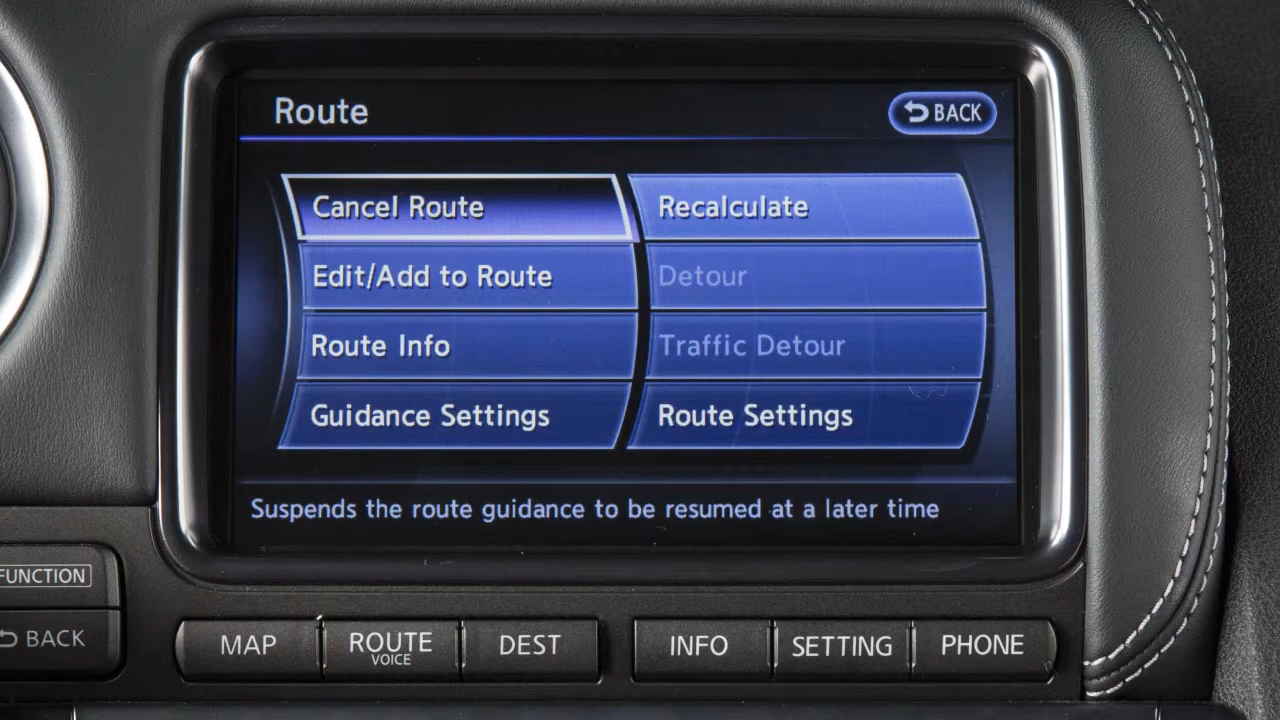 Route
BACK
Cancel Route
Recalculate
Edit/Add to Route
Detour
Route Info
Traffic Detour
Guidance Settings
Route Settings
Suspends the route guidance to be resumed at a later time
FUNCTION
BACK
MAP
ROUTE
VOICE
DEST
INFO
SETTING
PHONE